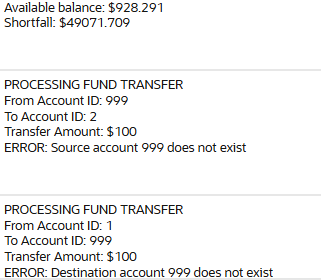 Available balance: $928.291
Shortfall: $49071.709
PROCESSING FUND TRANSFER
From Account ID: 999
To Account ID: 2
Transfer Amount: $100
ERROR: Source account 999 does not exist
PROCESSING FUND TRANSFER
From Account ID: 1
To Account ID: 999
Transfer Amount: $100
ERROR: Destination account 999 does not exist